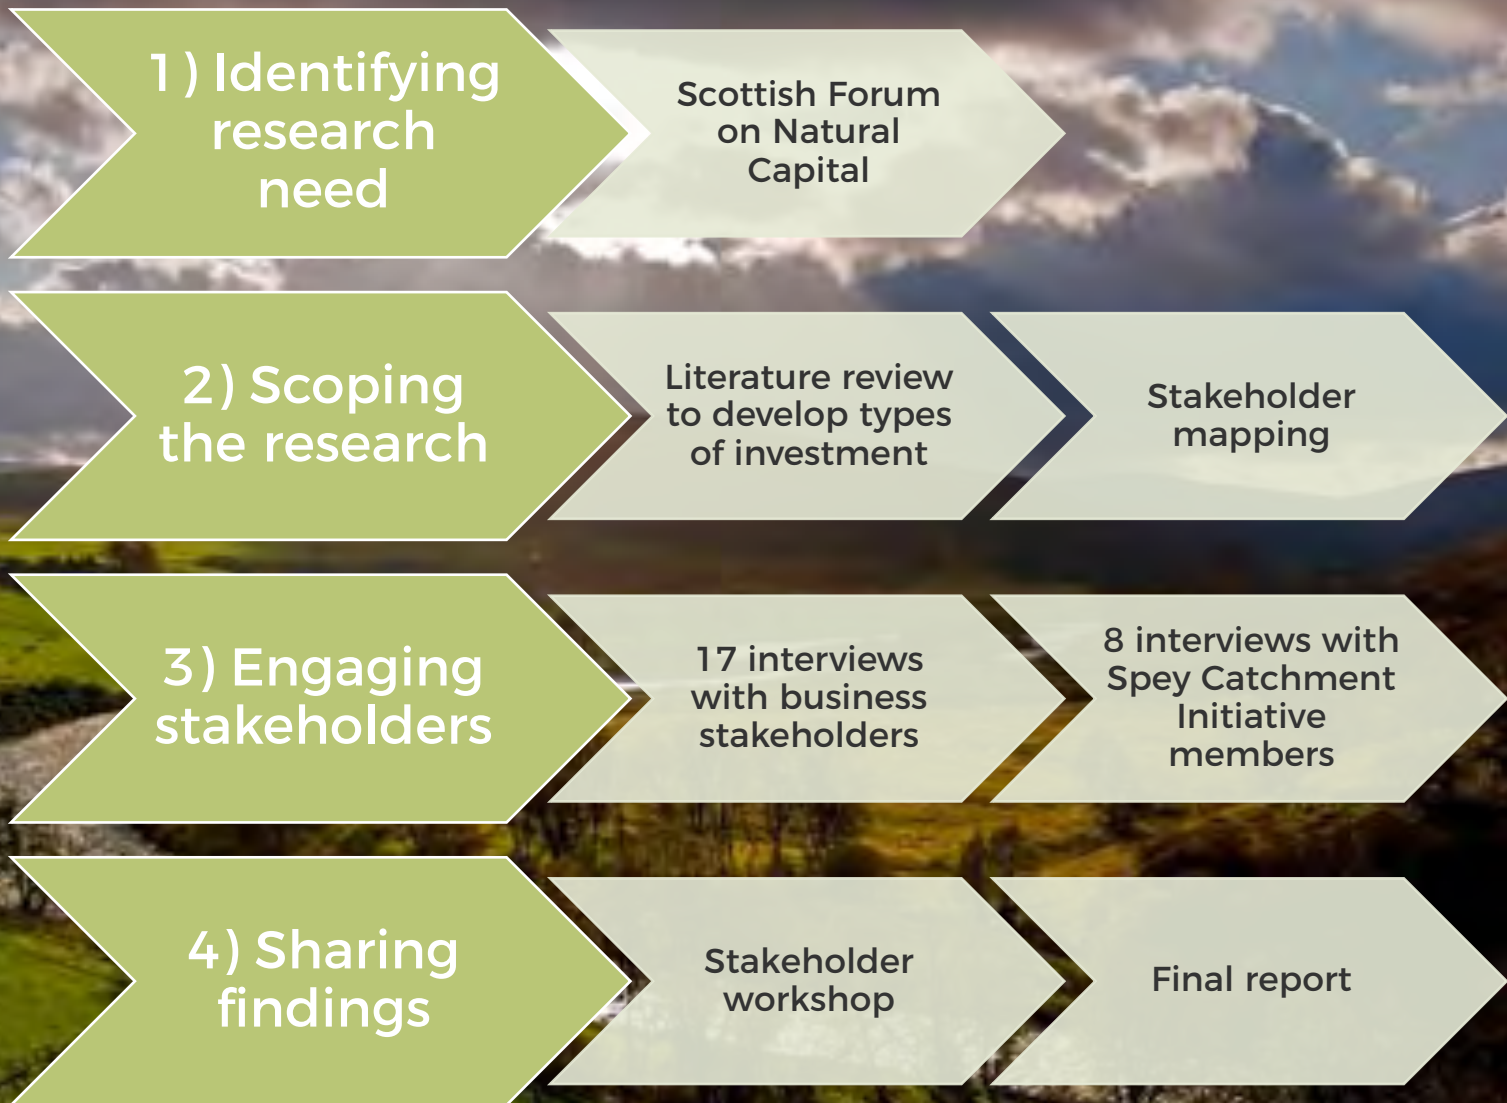 1) Identifying
research
need
Scottish Forum
on Natural
Capital
2) Scoping
the research
Literature review
to develop types
of investment
Stakeholder
mapping
3) Engaging
stakeholders
17 interviews
with business
stakeholders
8 interviews with
Spey Catchment
Initiative
members
4) Sharing
findings
Stakeholder
workshop
Final report